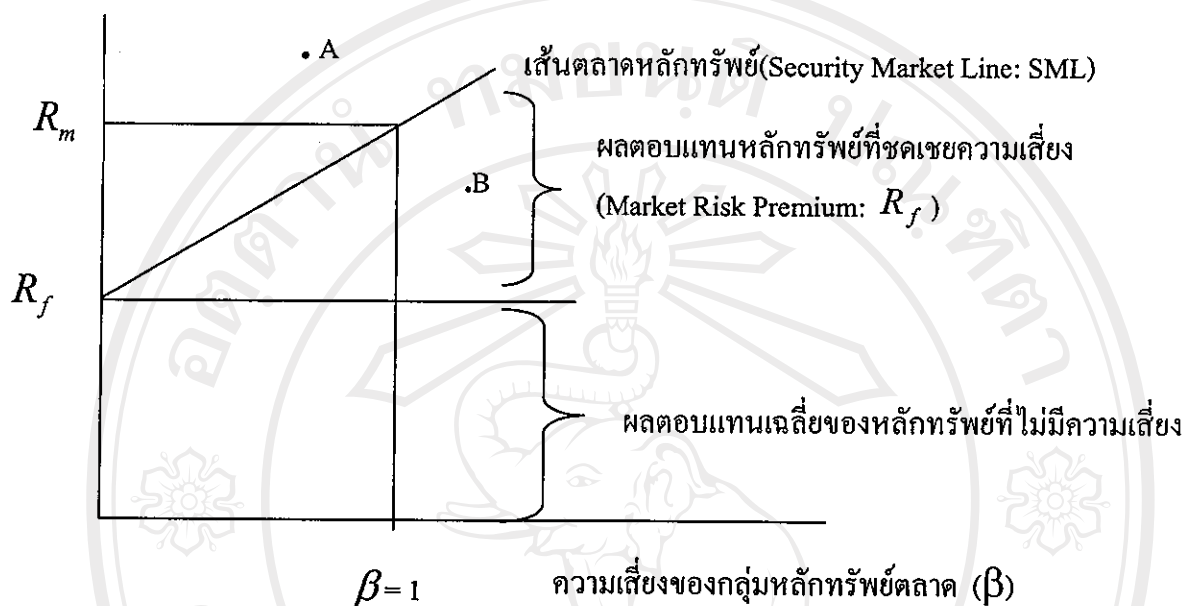 . A
เส้นตลาดหลักทรัพย์(Security Market Line: SML)
R_m
ผลตอบแทนหลักทรัพย์ที่ชดเชยความเสี่ยง
.B
(Market Risk Premium: R_f )
R_f
ผลตอบแทนเฉลี่ยของหลักทรัพย์ที่ไม่มีความเสี่ยง
β= 1
ความเสี่ยงของกลุ่มหลักทรัพย์ตลาด (β)